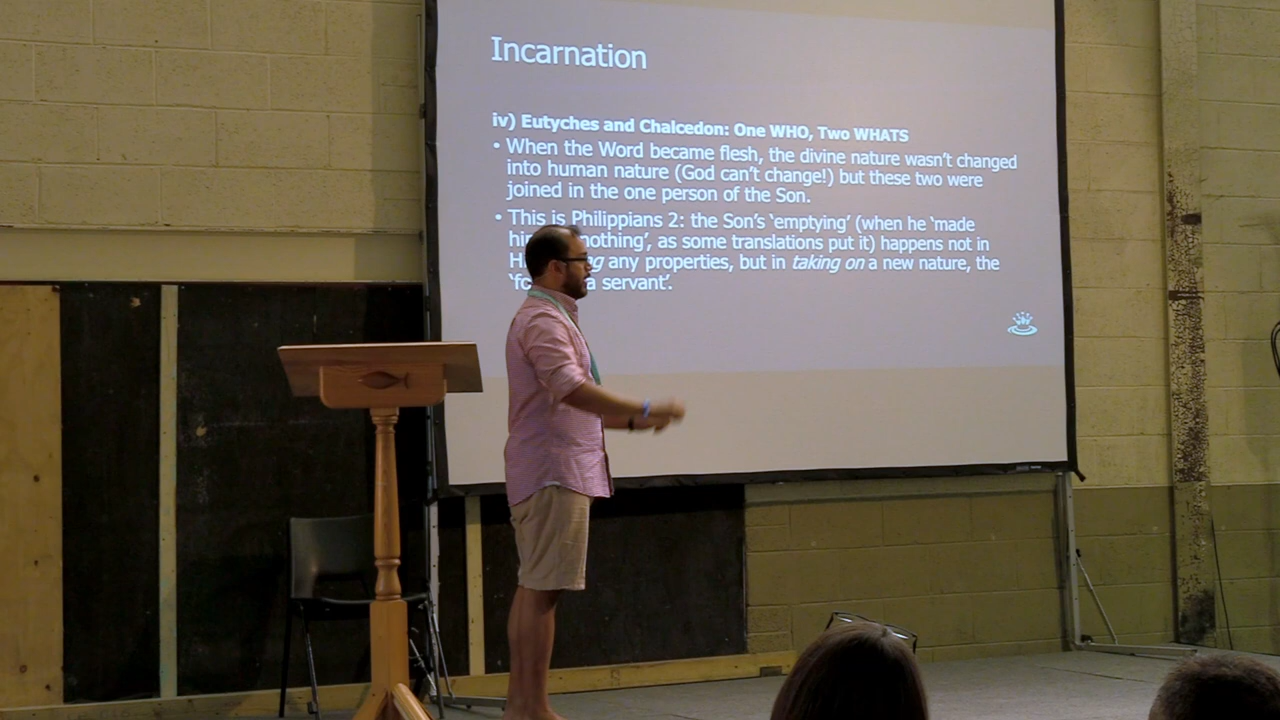 Incarnation
iv) Eutyches and Chalcedon: One WHO, Two WHATS
• When the Word became flesh, the divine nature wasn't changed
into human nature (God can't change!) but these two were
joined in the one person of the Son.
• This is Philippians 2: the Son's 'emptying' (when he 'made
nothing', as some translations put it) happens not in
any properties, but in taking on a new nature, the
a servant'.